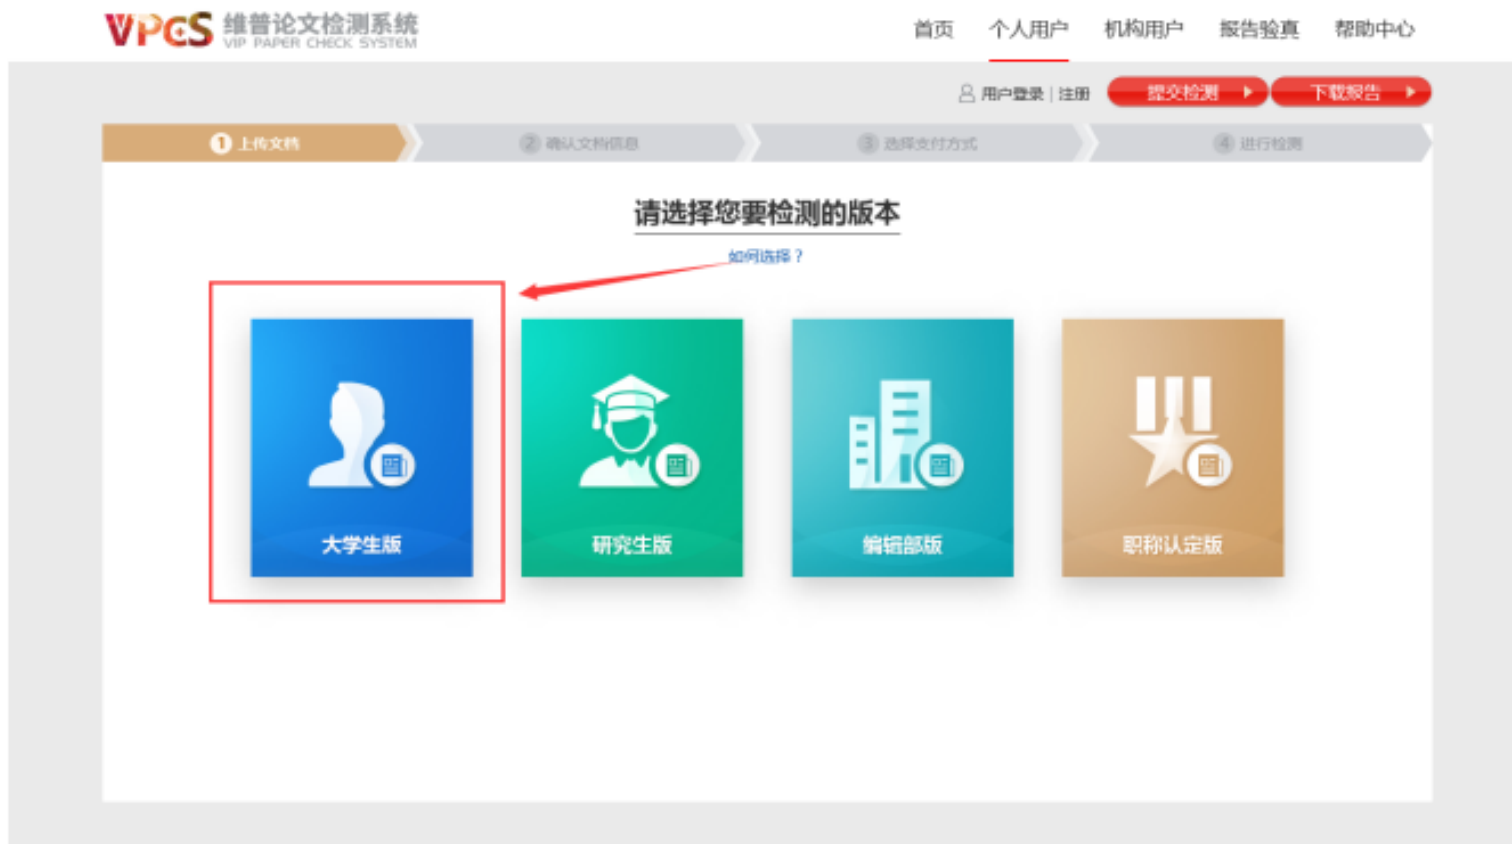 VPCS 维普论文检测系统
VIP PAPER CHECK SYSTEM
首页 个人用户 机构用户 报告验真 帮助中心
用户登录 | 注册 提交检测 下载报告
1 上传文档 2 确认文档信息 3 选择支付方式 4 进行检测
请选择您要检测的版本
如何选择？
大学生版 研究生版 编辑部版 职称认定版